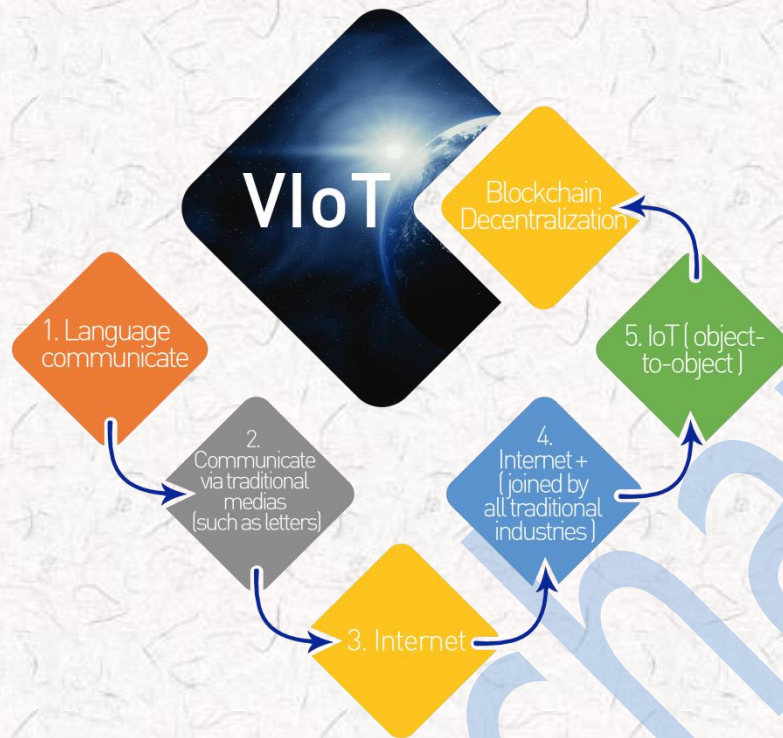 VIoT
Blockchain
Decentralization
1. Language
communicate
2.
Communicate
via traditional
medias
(such as letters)
3. Internet
4.
Internet +
( joined by
all traditional
industries )
5. IoT ( object-
to-object )